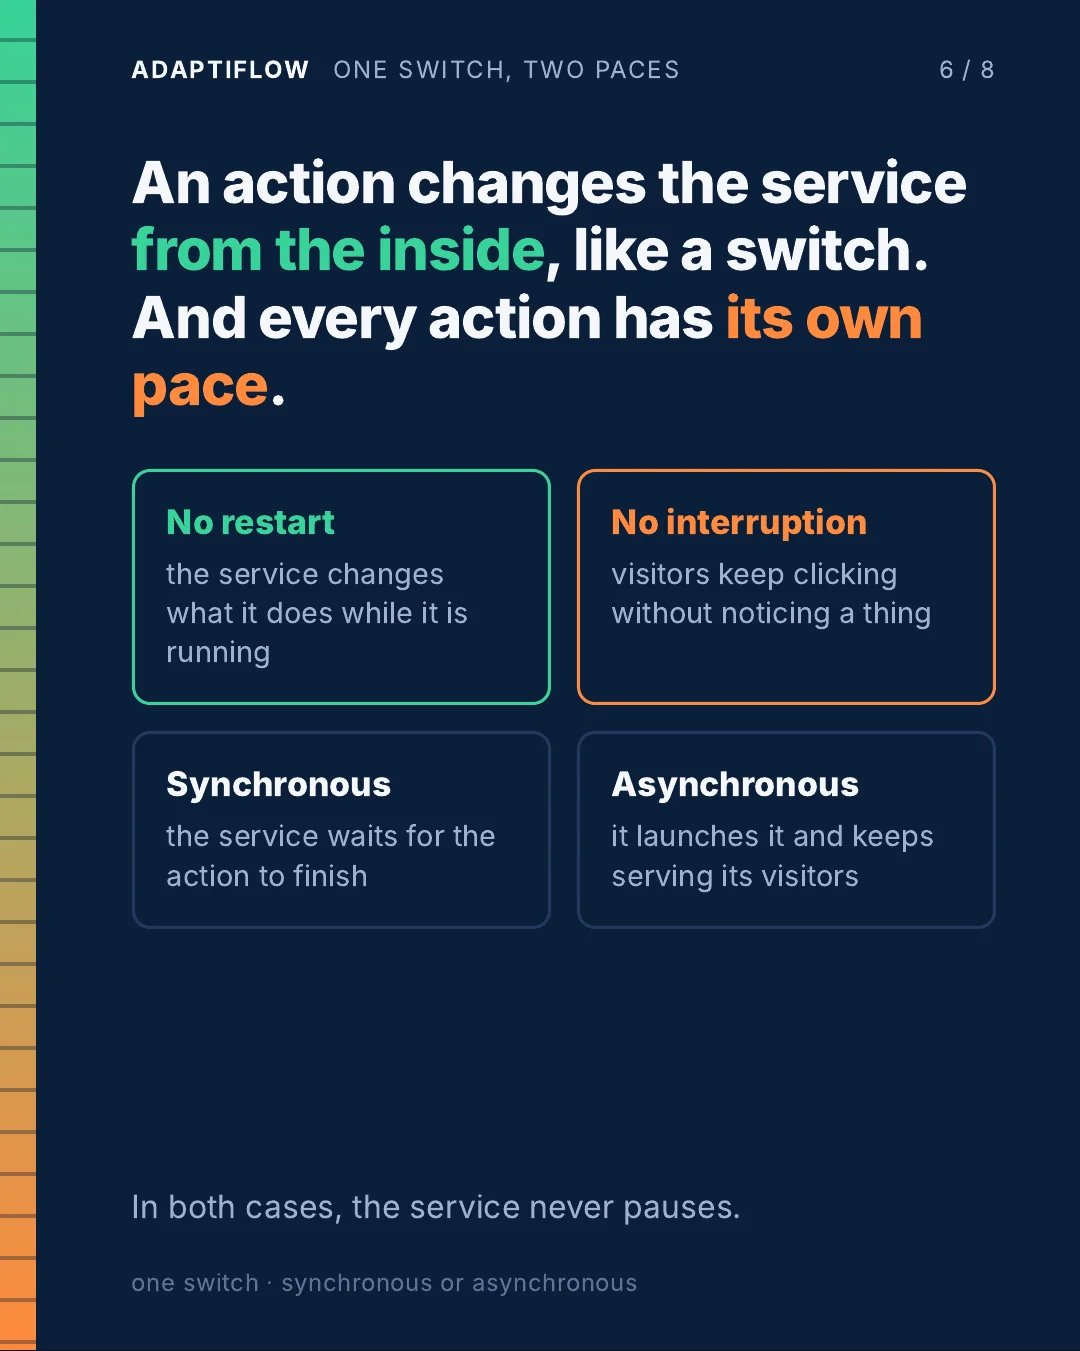 ADAPTIFLOW ONE SWITCH, TWO PACES 6 / 8
An action changes the service
from the inside, like a switch.
And every action has its own
pace.
No restart
the service changes
what it does while it is
running
No interruption
visitors keep clicking
without noticing a thing
Synchronous
the service waits for the
action to finish
Asynchronous
it launches it and keeps
serving its visitors
In both cases, the service never pauses.
one switch · synchronous or asynchronous